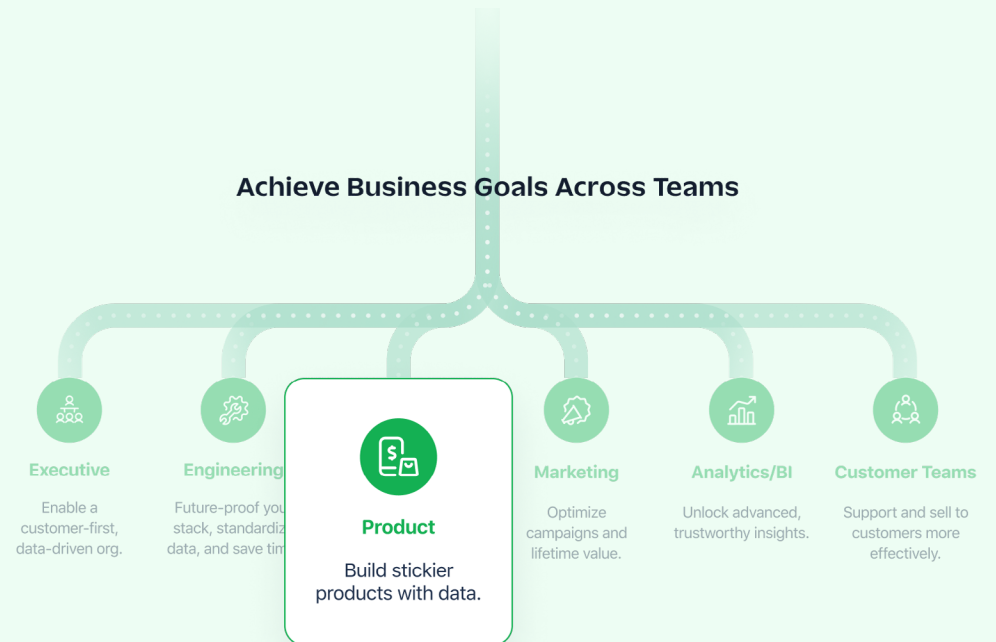 Achieve Business Goals Across Teams
$
Executive
Enable a
customer-first,
data-driven org.
Engineering
Future-proof you
stack, standardiz
data, and save tim
Product
Build stickier
products with data.
Marketing
Optimize
campaigns and
lifetime value.
Analytics/BI
Unlock advanced,
trustworthy insights.
Customer Teams
Support and sell to
customers more
effectively.